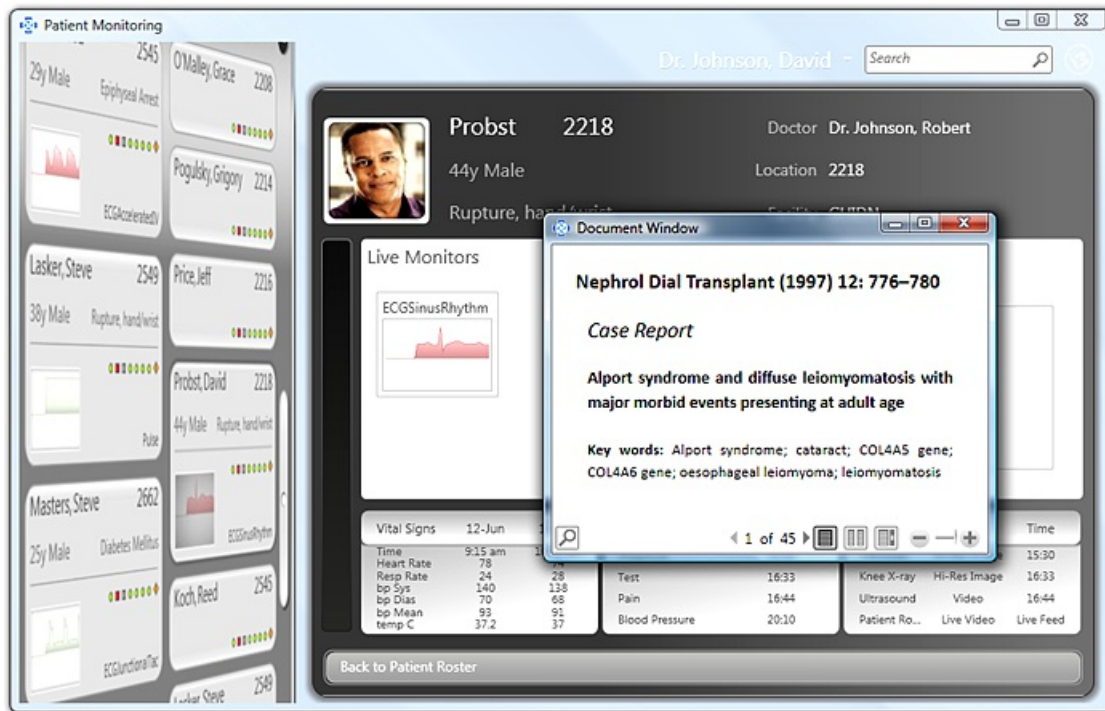 Patient Monitoring
Dr. Johnson, David
Search
2545
29y Male
Epiphyseal Arrest
ECGAcceleratedIV
Lasker, Steve 2549
38y Male Rupture, hand/wrist
Pulse
Masters, Steve 2662
25y Male Diabetes Mellitus
ECGJunctionalTac
O'Malley, Grace 2208
Pogulsky, Grigory 2214
Price, Jeff 2216
Probst, David 2218
44y Male Rupture, hand/wrist
ECGSinusRhythm
Koch, Reed 2545
Lasker, Steve 2549
Probst 2218
44y Male
Rupture, hand/wrist
Doctor Dr. Johnson, Robert
Location 2218
Live Monitors
ECGSinusRhythm
Document Window
Nephrol Dial Transplant (1997) 12: 776–780
Case Report
Alport syndrome and diffuse leiomyomatosis with
major morbid events presenting at adult age
Key words: Alport syndrome; cataract; COL4A5 gene;
COL4A6 gene; oesophageal leiomyoma; leiomyomatosis
1 of 45
Vital Signs 12-Jun
Time 9:15 am
Heart Rate 78 74
Resp Rate 24 28
bp Sys 140 138
bp Dias 70 68
bp Mean 93 91
temp C 37.2 37
Test 16:33
Pain 16:44
Blood Pressure 20:10
Time
15:30
Knee X-ray Hi-Res Image 16:33
Ultrasound Video 16:44
Patient Ro... Live Video Live Feed
Back to Patient Roster